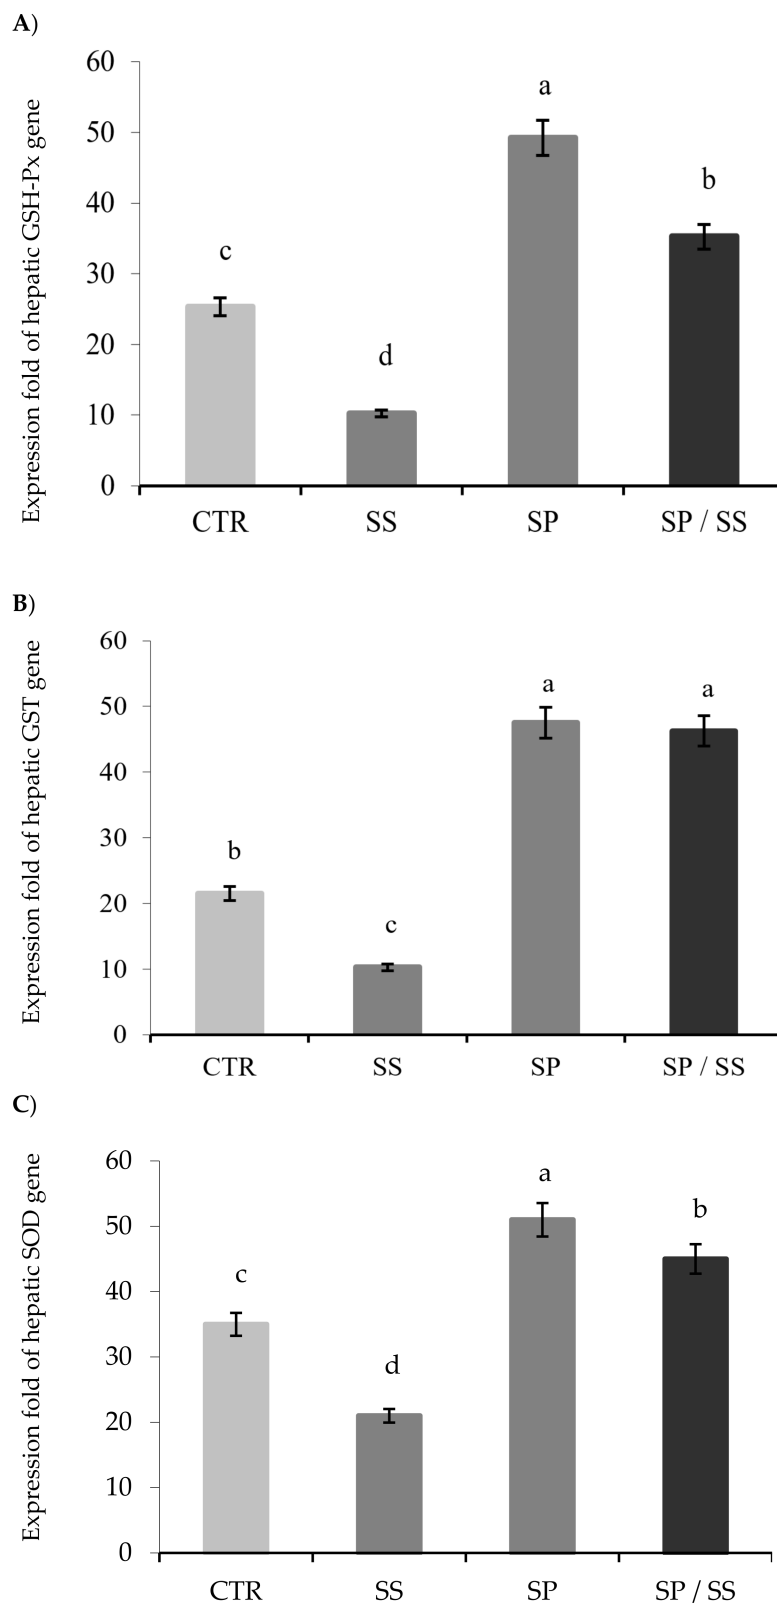 A)
Expression fold of hepatic GSH-Px gene
60
50
40
30
20
10
0
c
d
a
b
CTR SS SP SP / SS
B)
Expression fold of hepatic GST gene
60
50
40
30
20
10
0
b
c
a
a
CTR SS SP SP / SS
C)
Expression fold of hepatic SOD gene
60
50
40
30
20
10
0
c
d
a
b
CTR SS SP SP / SS